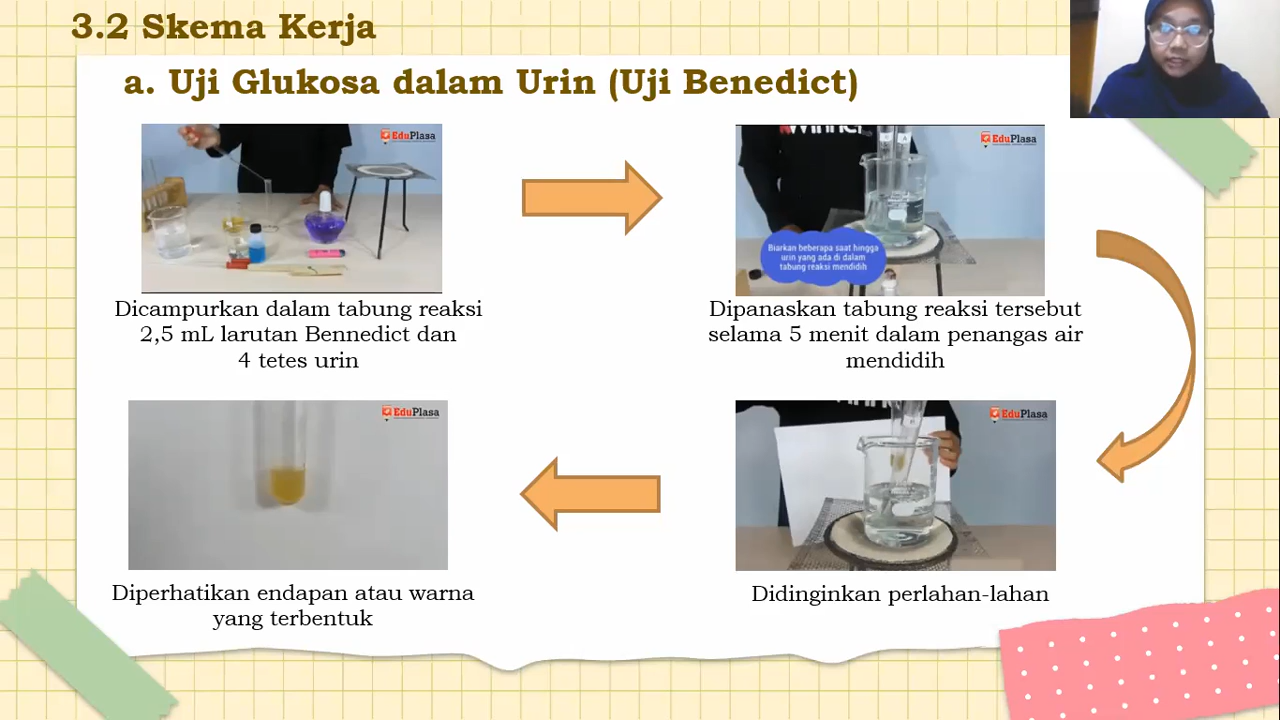 3.2 Skema Kerja
a. Uji Glukosa dalam Urin (Uji Benedict)
EduPlasa
EduPlasa
Biarkan beberapa saat hingga
urin yang ada di dalam
tabung reaksi mendidih
Dicampurkan dalam tabung reaksi
2,5 mL larutan Bennedict dan
4 tetes urin
Dipanaskan tabung reaksi tersebut
selama 5 menit dalam penangas air
mendidih
EduPlasa
EduPlasa
Diperhatikan endapan atau warna
yang terbentuk
Didinginkan perlahan-lahan